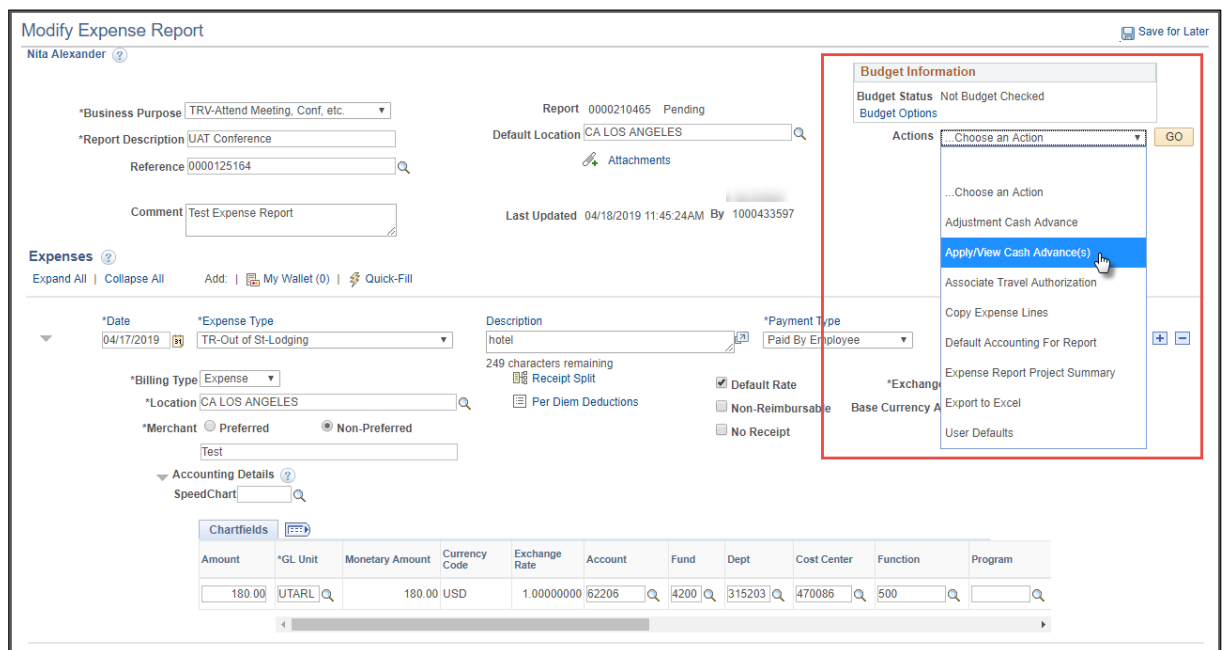 Modify Expense Report
Save for Later
Nita Alexander ?
Budget Information
Budget Status Not Budget Checked
Budget Options
*Business Purpose TRV-Attend Meeting, Conf, etc.
Report 0000210465 Pending
*Report Description UAT Conference
Default Location CA LOS ANGELES
Actions ...Choose an Action GO
Reference 0000125164
Attachments
...Choose an Action
Adjustment Cash Advance
Apply/View Cash Advance(s)
Associate Travel Authorization
Copy Expense Lines
Default Accounting For Report
Expense Report Project Summary
Export to Excel
User Defaults
Comment Test Expense Report
Last Updated 04/18/2019 11:45:24AM By 1000433597
Expenses ?
Expand All | Collapse All Add: | My Wallet (0) | Quick-Fill
*Date *Expense Type Description *Payment Type
04/17/2019 31 TR-Out of St-Lodging hotel Paid By Employee + -
249 characters remaining
*Billing Type Expense
Receipt Split
Default Rate
*Exchang
*Location CA LOS ANGELES
Per Diem Deductions
Non-Reimbursable
Base Currency A
*Merchant Preferred Non-Preferred
No Receipt
Test
Accounting Details ?
SpeedChart
Chartfields
Amount *GL Unit Monetary Amount Currency Code Exchange Rate Account Fund Dept Cost Center Function Program
180.00 UTARL 180.00 USD 1.00000000 62206 4200 315203 470086 500